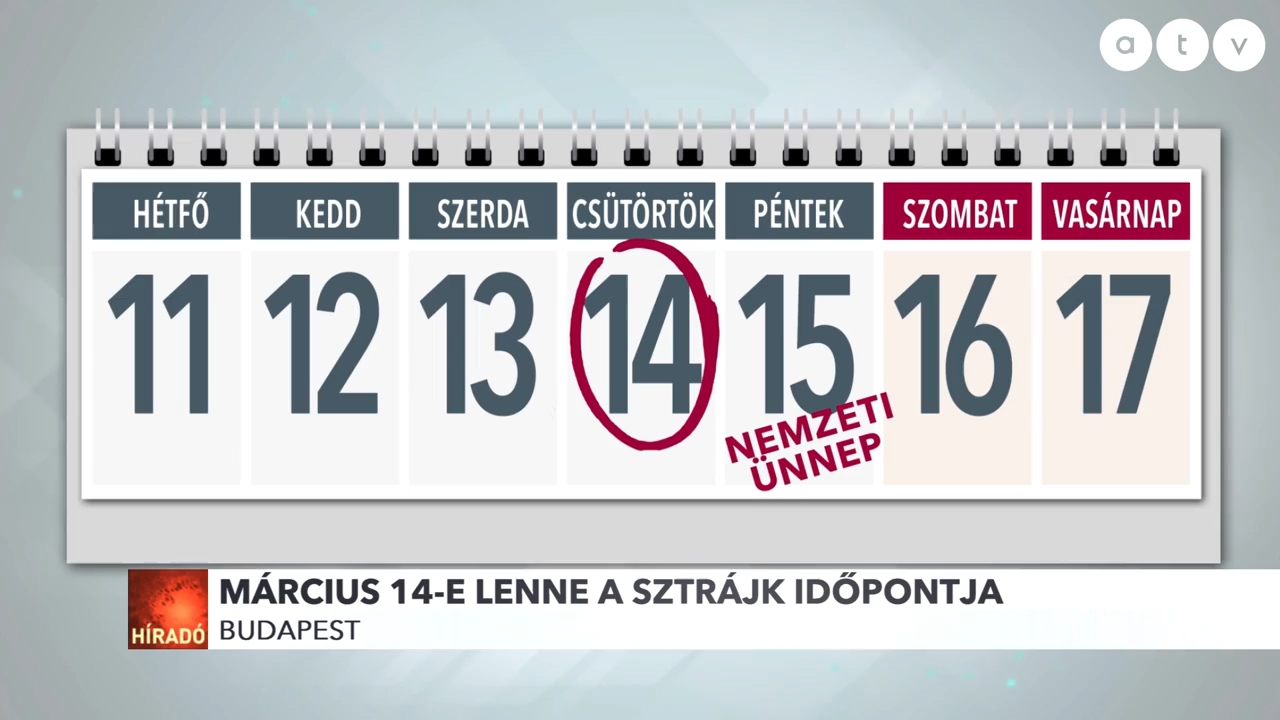 a t v
HÉTFŐ KEDD SZERDA CSÜTÖRTÖK PÉNTEK SZOMBAT VASÁRNAP
11 12 13 14 15 16 17
NEMZETI
ÜNNEP
MÁRCIUS 14-E LENNE A SZTRÁJK IDŐPONTJA
HÍRADÓ BUDAPEST